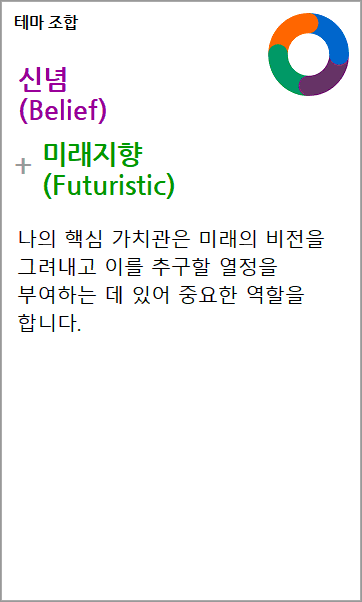 테마 조합
신념
(Belief)
+ 미래지향
(Futuristic)
나의 핵심 가치관은 미래의 비전을
그려내고 이를 추구할 열정을
부여하는 데 있어 중요한 역할을
합니다.